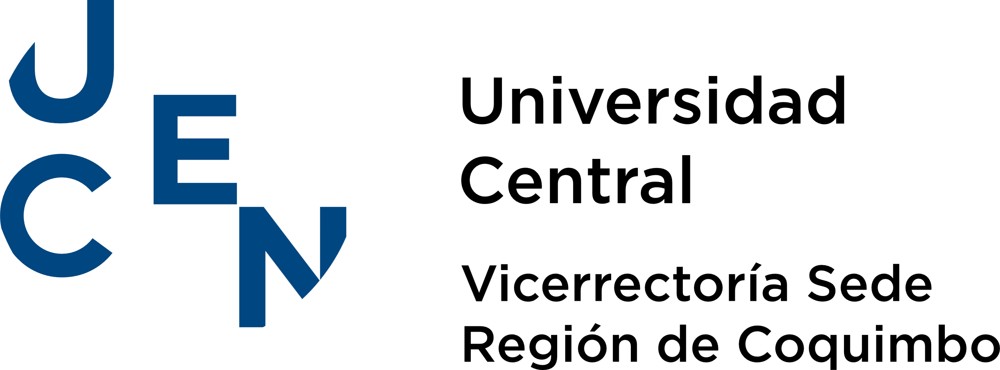 UCEN
Universidad
Central
Vicerrectoría Sede
Región de Coquimbo